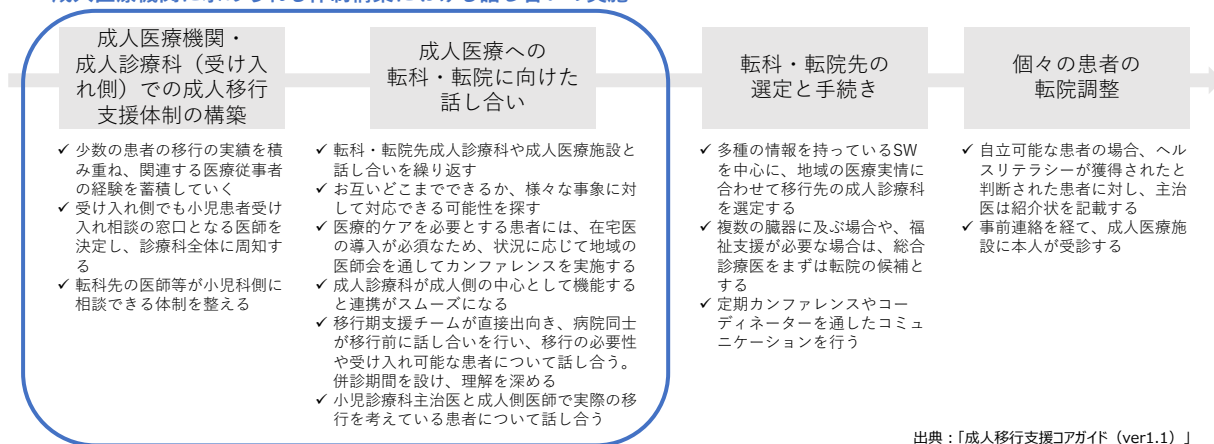 成人医療機関・
成人診療科（受け入
れ側）での成人移行
支援体制の構築
✓ 少数の患者の移行の実績を積
み重ね、関連する医療従事者
の経験を蓄積していく
✓ 受け入れ側でも小児患者受け
入れ相談の窓口となる医師を
決定し、診療科全体に周知す
る
✓ 転科先の医師等が小児科側に
相談できる体制を整える
成人医療への
転科・転院に向けた
話し合い
✓ 転科・転院先成人診療科や成人医療施設と
話し合いを繰り返す
✓ お互いどこまでできるか、様々な事象に対
して対応できる可能性を探す
✓ 医療的ケアを必要とする患者には、在宅医
の導入が必須なため、状況に応じて地域の
医師会を通してカンファレンスを実施する
✓ 成人診療科が成人側の中心として機能する
と連携がスムーズになる
✓ 移行期支援チームが直接出向き、病院同士
が移行前に話し合いを行い、移行の必要性
や受け入れ可能な患者について話し合う。
併診期間を設け、理解を深める
✓ 小児診療科主治医と成人側医師で実際の移
行を考えている患者について話し合う
転科・転院先の
選定と手続き
✓ 多種の情報を持っているSW
を中心に、地域の医療実情に
合わせて移行先の成人診療科
を選定する
✓ 複数の臓器に及ぶ場合や、福
祉支援が必要な場合は、総合
診療医をまずは転院の候補と
する
✓ 定期カンファレンスやコー
ディネーターを通したコミュ
ニケーションを行う
個々の患者の
転院調整
✓ 自立可能な患者の場合、ヘル
スリテラシーが獲得されたと
判断された患者に対し、主治
医は紹介状を記載する
✓ 事前連絡を経て、成人医療施
設に本人が受診する
出典：「成人移行支援コアガイド（ver1.1）」